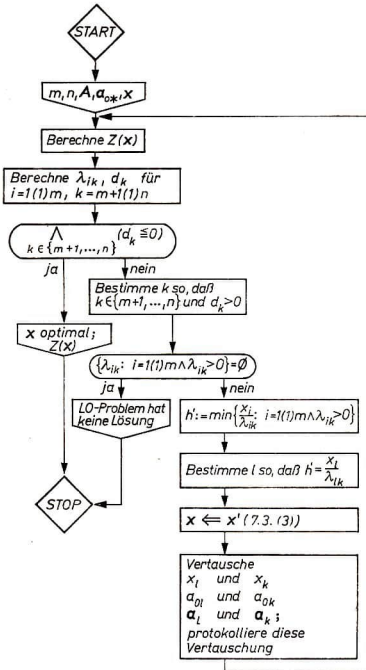 START
m, n, A, a₀*, x
Berechne Z(x)
Berechne λᵢₖ, dₖ für
i=1(1)m, k=m+1(1)n
⋀ (dₖ ≦ 0)
k ∈ {m+1,...,n}
ja
nein
Bestimme k so, daß
k∈{m+1,...,n} und dₖ>0
x optimal;
Z(x)
{λᵢₖ: i=1(1)m ∧ λᵢₖ>0}=∅
ja
nein
LO-Problem hat
keine Lösung
h':=min{xᵢ/λᵢₖ: i=1(1)m ∧ λᵢₖ>0}
Bestimme l so, daß h'=xₗ/λₗₖ
STOP
x ⇐ x' (7.3.(3))
Vertausche
xₗ und xₖ
a₀ₗ und a₀ₖ
aₗ und aₖ ;
protokolliere diese
Vertauschung